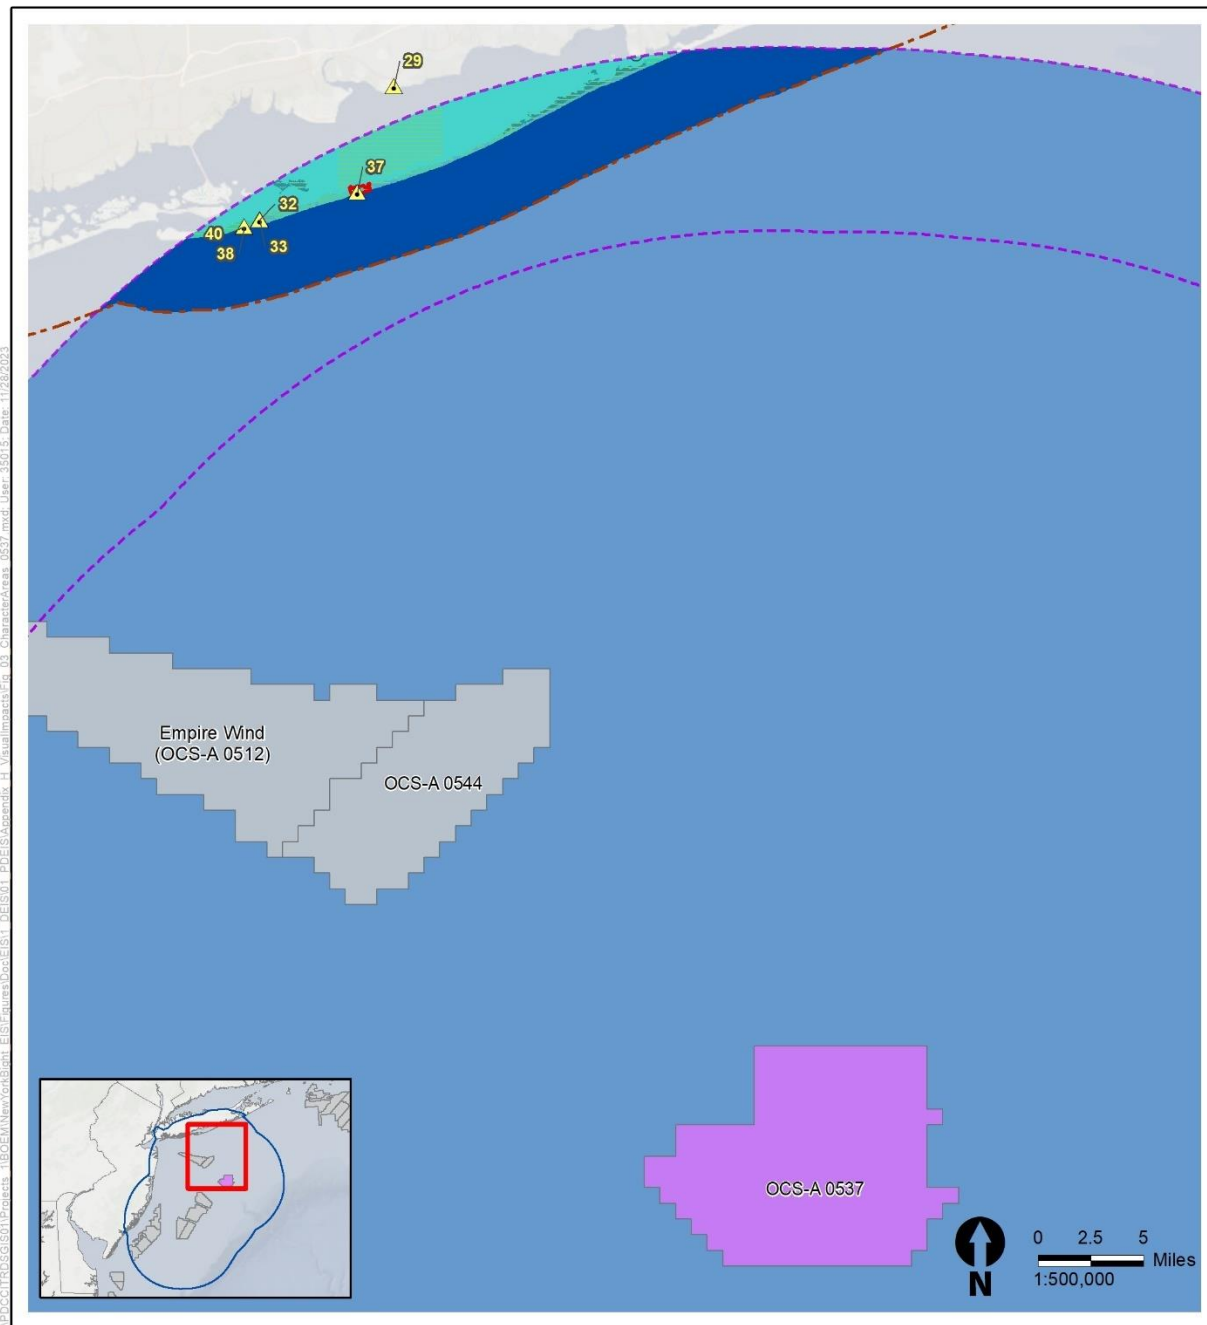 29
37
32
40
38
33
Empire Wind
(OCS-A 0512)
OCS-A 0544
OCS-A 0537
N
0 2.5 5
Miles
1:500,000